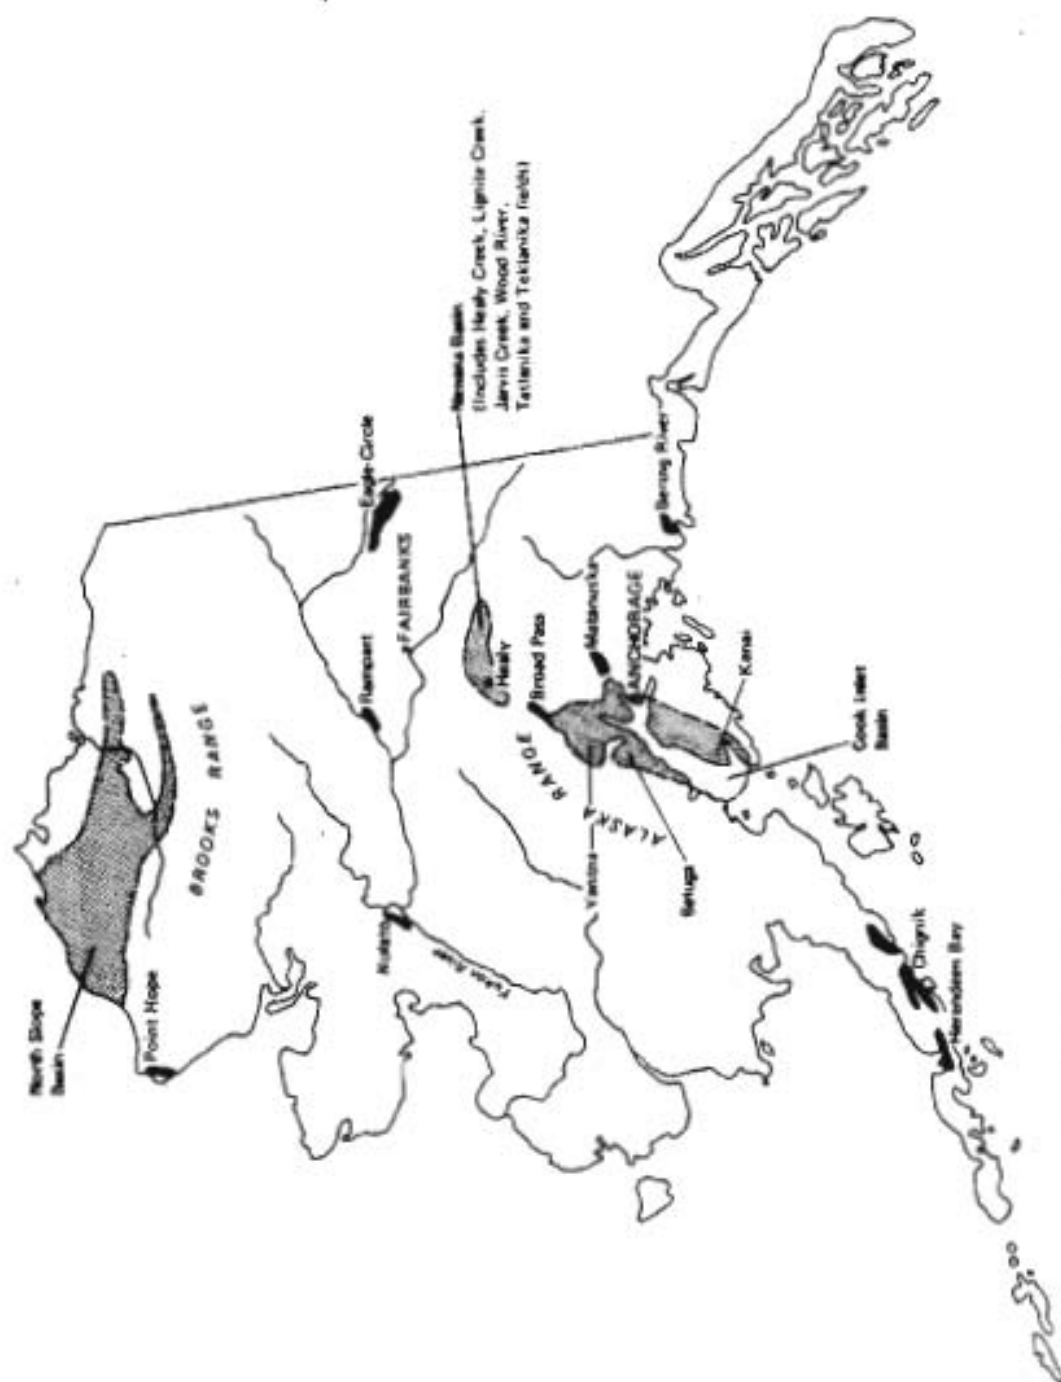 North Slope
Basin
Point Hope
BROOKS RANGE
Eagle-Circle
Rampart
FAIRBANKS
Nenana Basin
(Includes Healy Creek, Lignite Creek,
Jarvis Creek, Wood River,
Tatlanika and Teklanika fields)
Yukon River
Healy
Broad Pass
ALASKA RANGE
Matanuska
ANCHORAGE
Bering River
Yentna
Beluga
Kenai
Cook Inlet
Basin
Chignik
Herendeen Bay